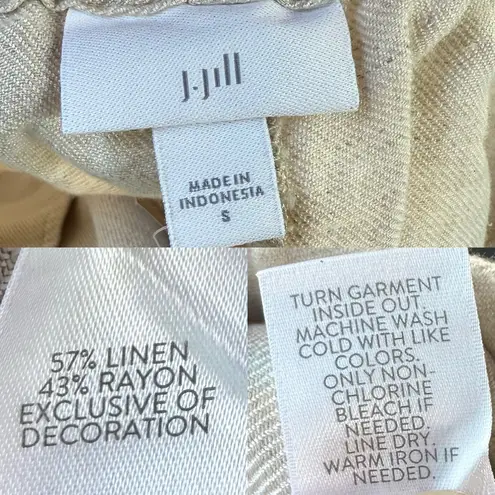 J.Jill
MADE IN
INDONESIA
S
57% LINEN
43% RAYON
EXCLUSIVE OF
DECORATION
TURN GARMENT
INSIDE OUT.
MACHINE WASH
COLD WITH LIKE
COLORS.
ONLY NON-
CHLORINE
BLEACH IF
NEEDED.
LINE DRY.
WARM IRON IF
NEEDED.